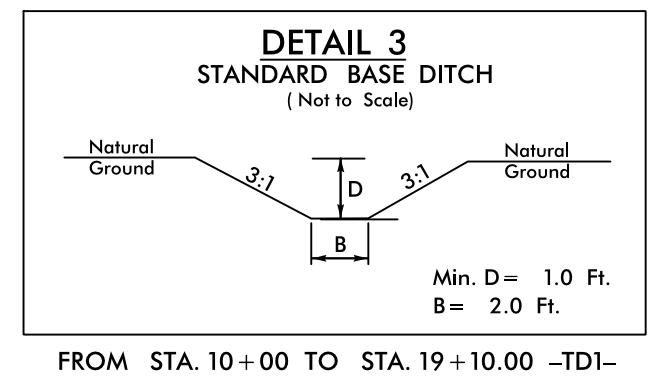 DETAIL 3
STANDARD BASE DITCH
( Not to Scale)
Natural
Ground
3:1
D
3:1
Natural
Ground
B
Min. D = 1.0 Ft.
B = 2.0 Ft.
FROM STA. 10+00 TO STA. 19+10.00 -TD1-